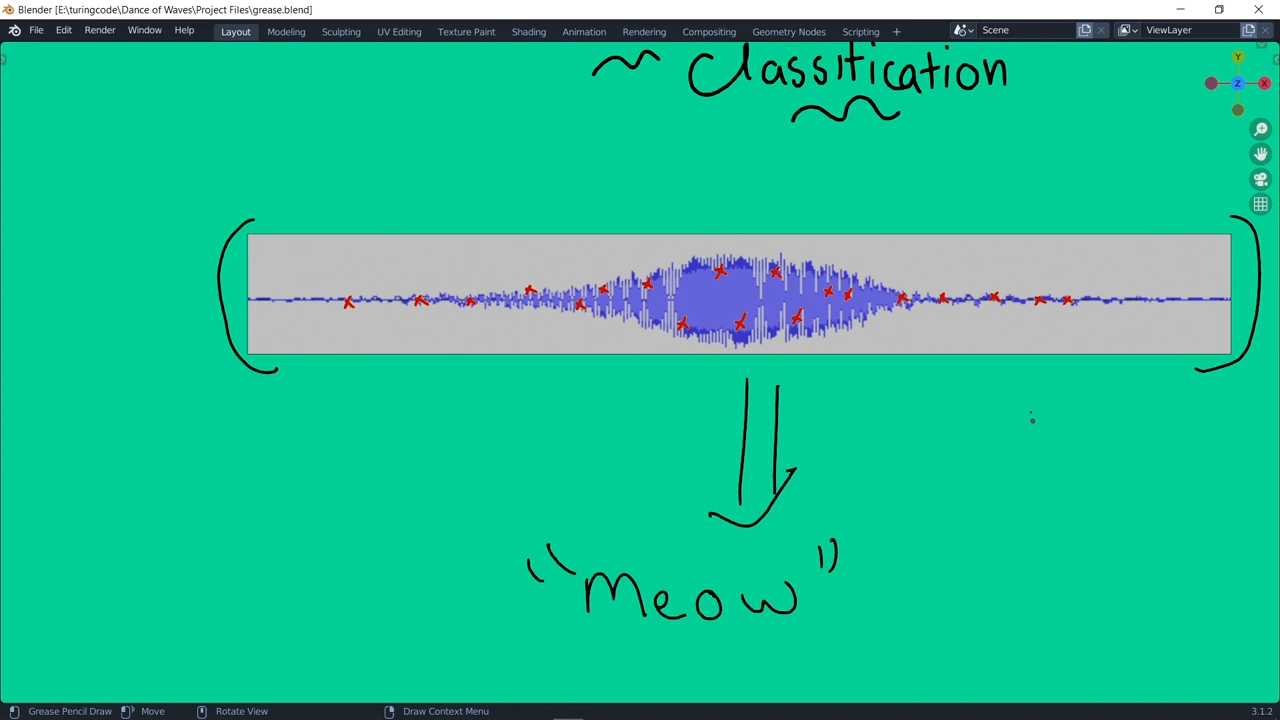 Blender [E:\turingcode\Dance of Waves\Project Files\grease.blend]
File Edit Render Window Help Layout Modeling Sculpting UV Editing Texture Paint Shading Animation Rendering Compositing Geometry Nodes Scripting + Scene ViewLayer
~ Classification
Y
Z X
"Meow"
Grease Pencil Draw Move Rotate View Draw Context Menu 3.1.2